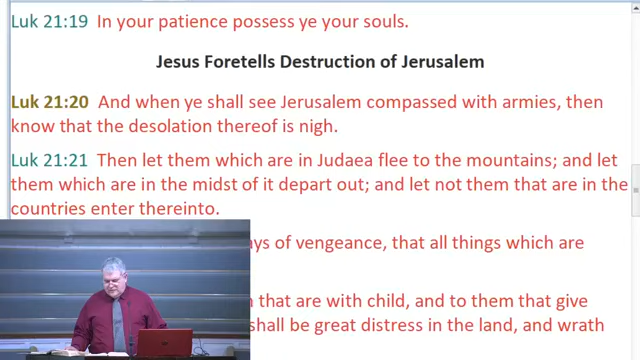 Luk 21:19 In your patience possess ye your souls.
Jesus Foretells Destruction of Jerusalem
Luk 21:20 And when ye shall see Jerusalem compassed with armies, then
know that the desolation thereof is nigh.
Luk 21:21 Then let them which are in Judaea flee to the mountains; and let
them which are in the midst of it depart out; and let not them that are in the
countries enter thereinto.
of vengeance, that all things which are
that are with child, and to them that give
shall be great distress in the land, and wrath